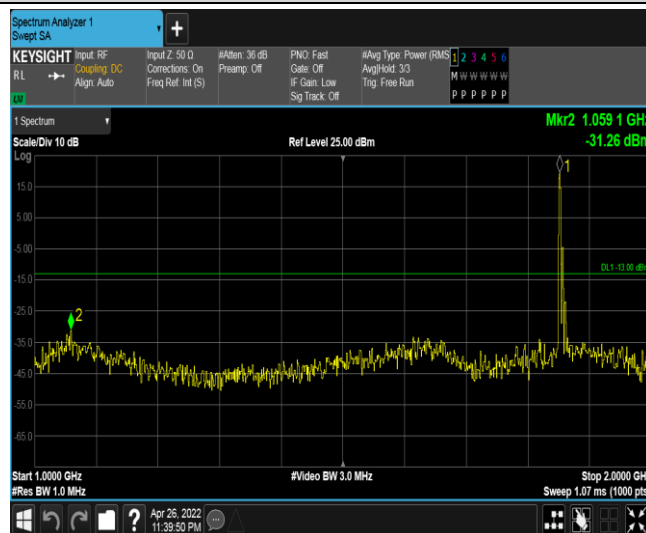 Spectrum Analyzer 1
Swept SA
KEYSIGHT
RL
Input: RF
Coupling: DC
Align: Auto
Input Z: 50 Ω
Corrections: On
Freq Ref: Int (S)
#Atten: 36 dB
Preamp: Off
PNO: Fast
Gate: Off
IF Gain: Low
Sig Track: Off
#Avg Type: Power (RMS
Avg|Hold: 3/3
Trig: Free Run
1 2 3 4 5 6
M W W W W W
P P P P P P
1 Spectrum
Scale/Div 10 dB
Log
Ref Level 25.00 dBm
Mkr2 1.059 1 GHz
-31.26 dBm
15.0
5.00
-5.00
-15.0
-25.0
-35.0
-45.0
-55.0
-65.0
1
2
DL1 -13.00 dBm
Start 1.0000 GHz
#Res BW 1.0 MHz
#Video BW 3.0 MHz
Stop 2.0000 GHz
Sweep 1.07 ms (1000 pts
?
Apr 26, 2022
11:39:50 PM